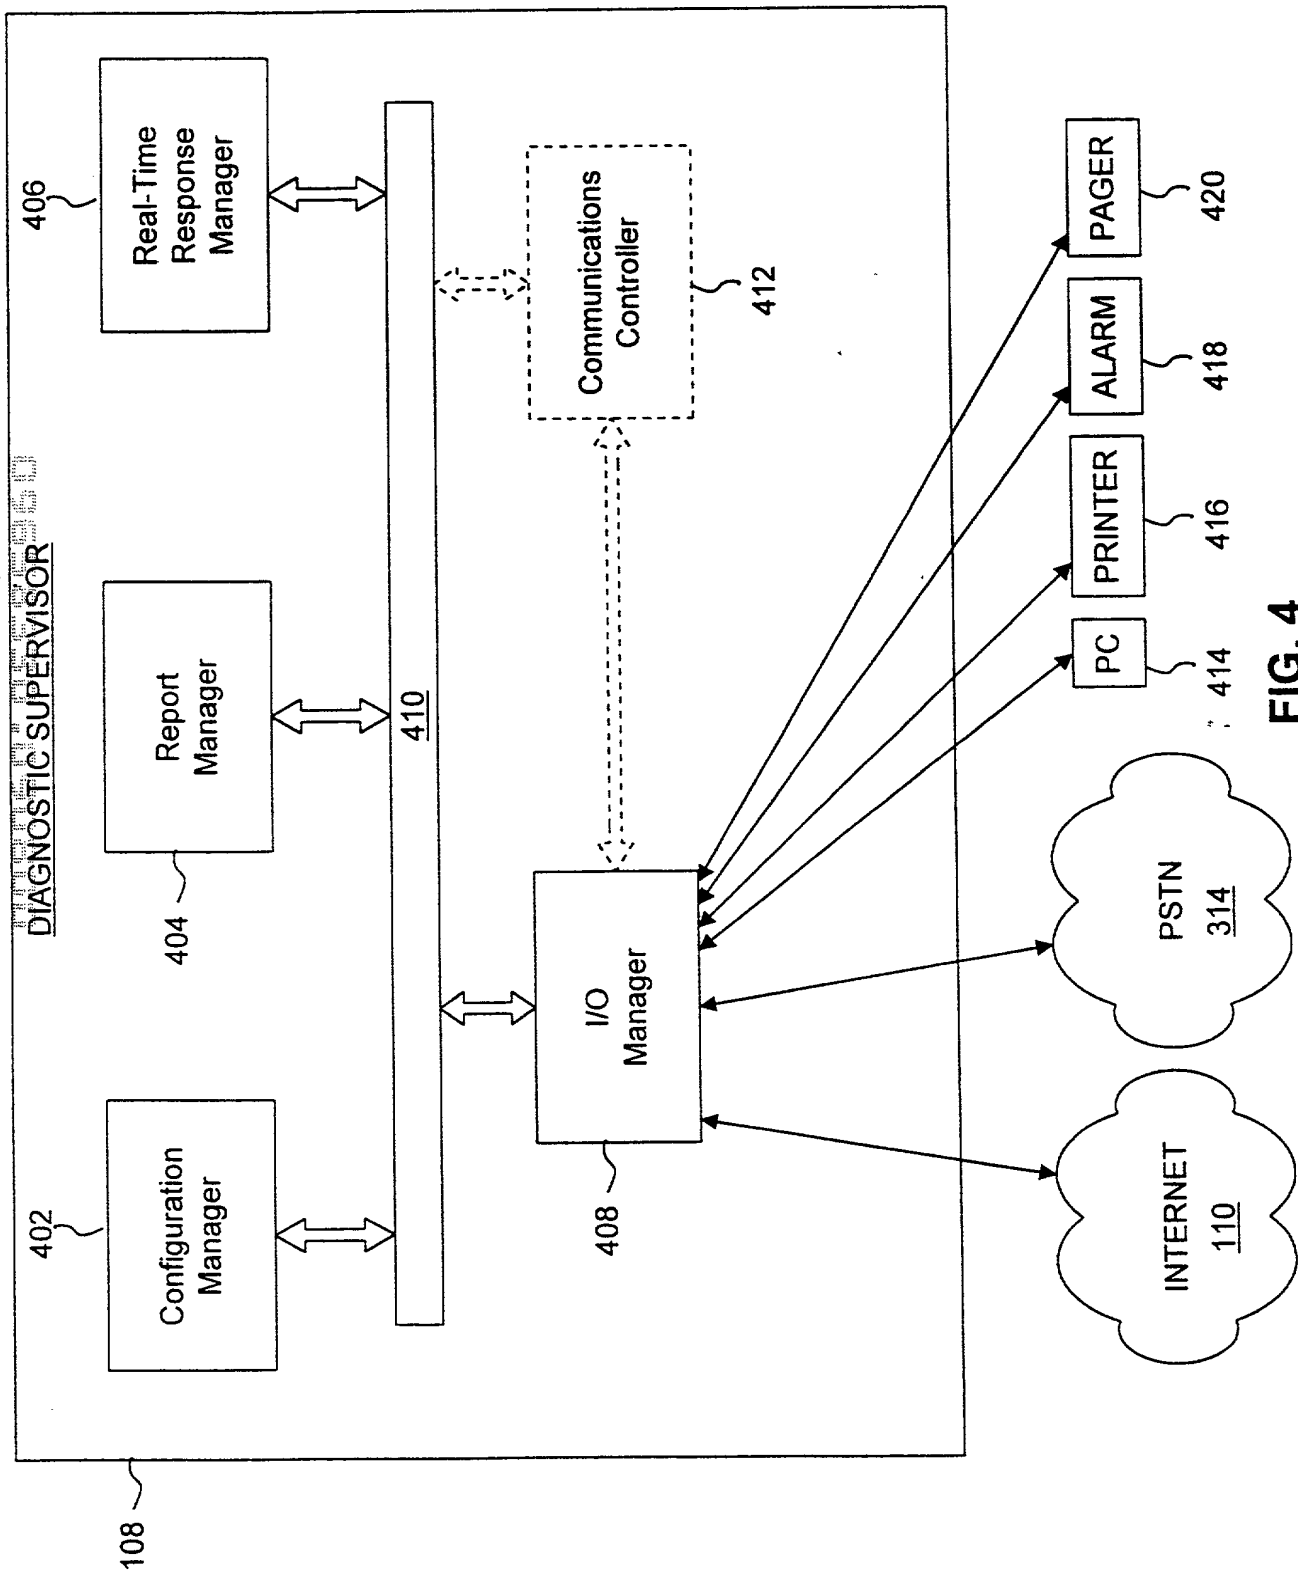 DIAGNOSTIC SUPERVISOR
108
402
Configuration
Manager
404
Report
Manager
406
Real-Time
Response
Manager
410
408
I/O
Manager
Communications
Controller
412
INTERNET
110
PSTN
314
PC
414
PRINTER
416
ALARM
418
PAGER
420
FIG. 4